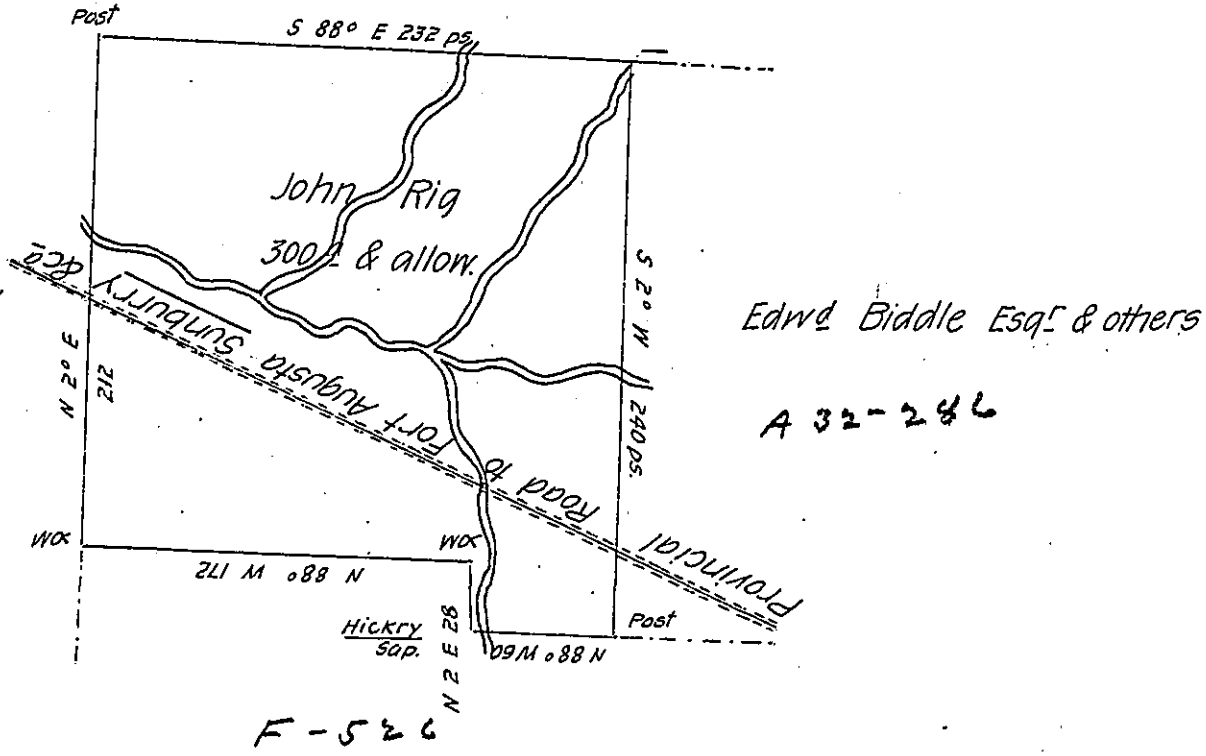 Post
S 88° E 232 ps.
John Rig
300 a & allow.
S 2° W 240 ps.
Edwd Biddle Esqr & others
A 32-286
N 2° E
212
Provincial Road to Fort Augusta Sunburry &ca
WO
WO
N 88° W 172
Hickry
Sap.
N 2 E 28
N 88° W 60
Post
F-526